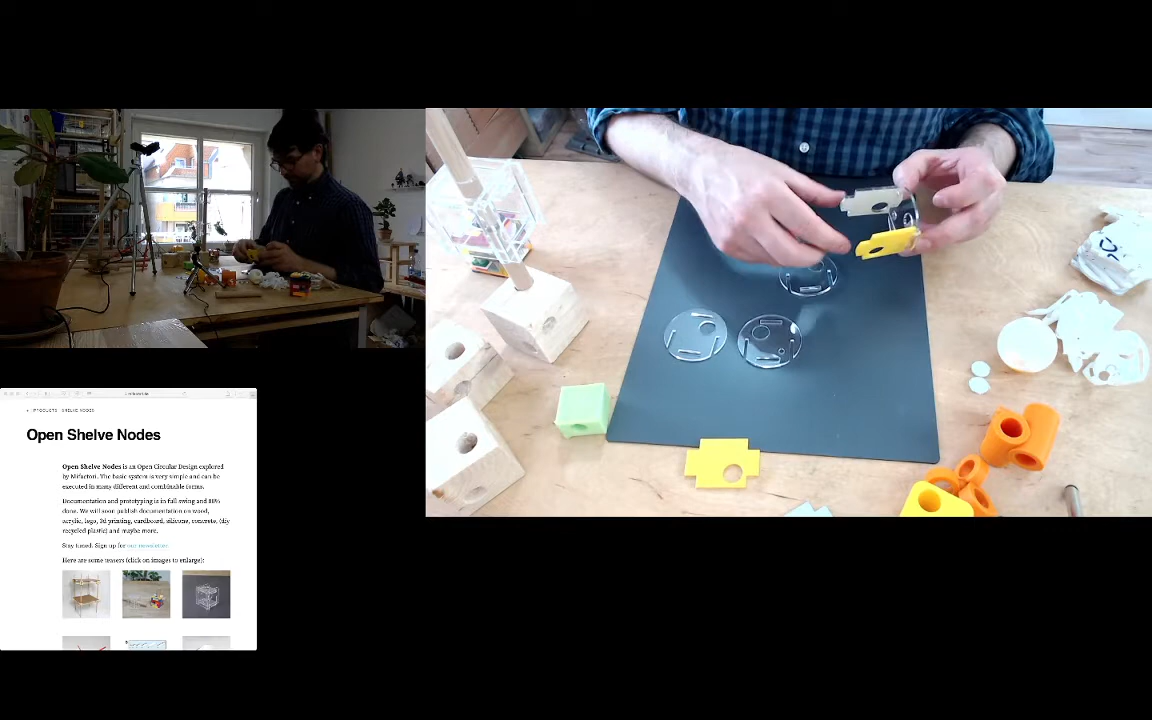 PRODUCTS SHELVE NODES
Open Shelve Nodes
Open Shelve Nodes is an Open Circular Design explored
by Mifactori. The basic system is very simple and can be
executed in many different and combinable forms.
Documentation and prototyping is in full swing and 80%
done. We will soon publish documentation on wood,
acrylic, lego, 3d printing, cardboard, silicone, concrete, (diy
recycled plastic) and maybe more.
Stay tuned: Sign up for our newsletter.
Here are some teasers (click on images to enlarge):